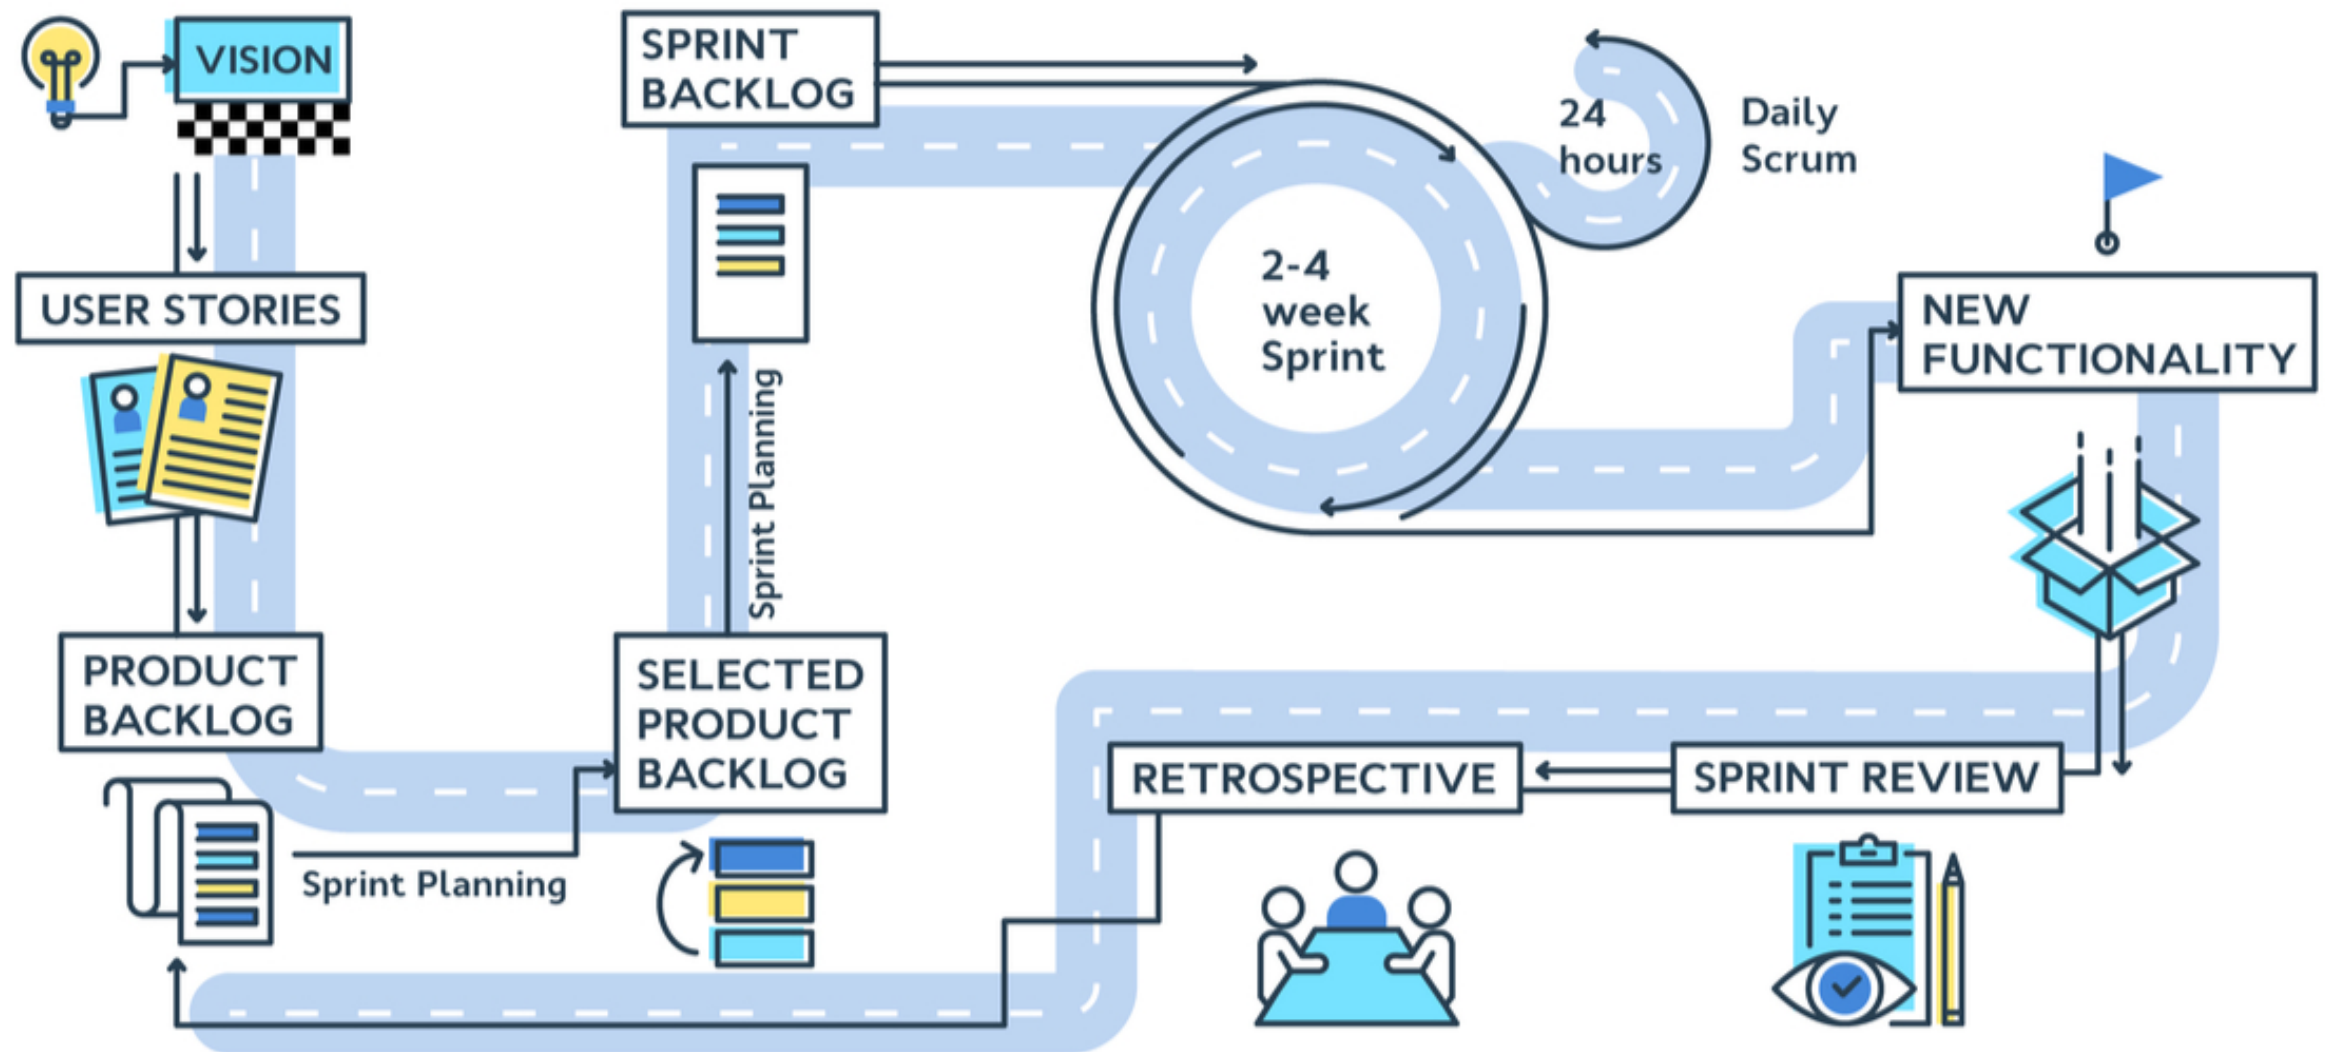 VISION
USER STORIES
PRODUCT
BACKLOG
Sprint Planning
SELECTED
PRODUCT
BACKLOG
Sprint Planning
SPRINT
BACKLOG
2-4
week
Sprint
24
hours
Daily
Scrum
NEW
FUNCTIONALITY
SPRINT REVIEW
RETROSPECTIVE